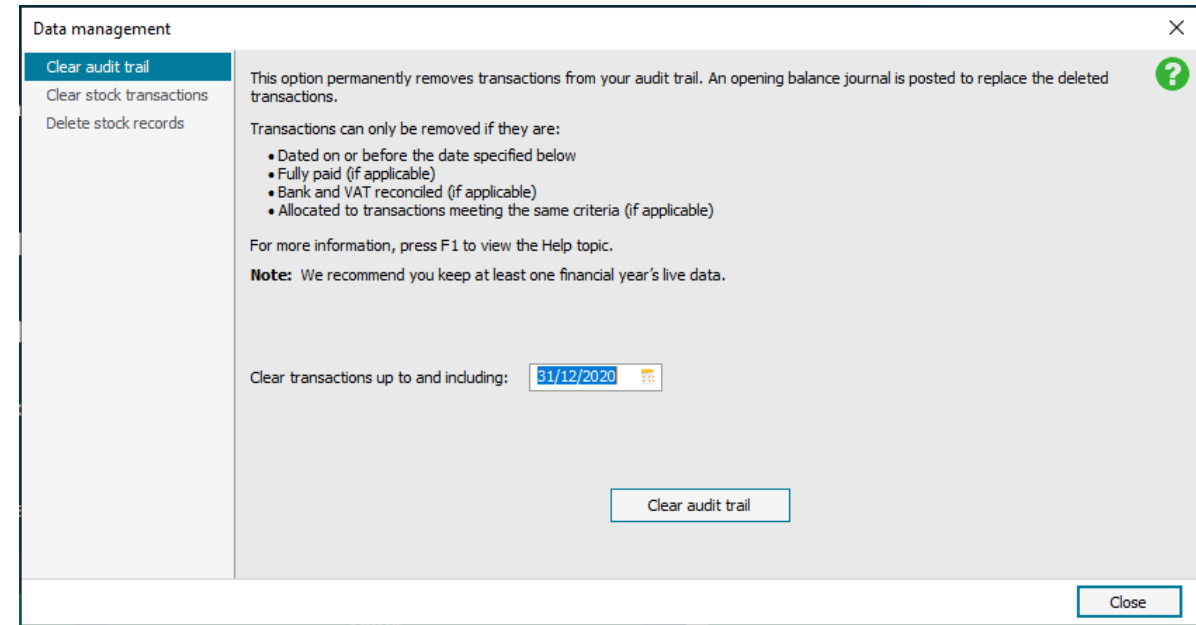 Data management
Clear audit trail
Clear stock transactions
Delete stock records
This option permanently removes transactions from your audit trail. An opening balance journal is posted to replace the deleted
transactions.
Transactions can only be removed if they are:
• Dated on or before the date specified below
• Fully paid (if applicable)
• Bank and VAT reconciled (if applicable)
• Allocated to transactions meeting the same criteria (if applicable)
For more information, press F1 to view the Help topic.
Note: We recommend you keep at least one financial year's live data.
Clear transactions up to and including: 31/12/2020
Clear audit trail
Close